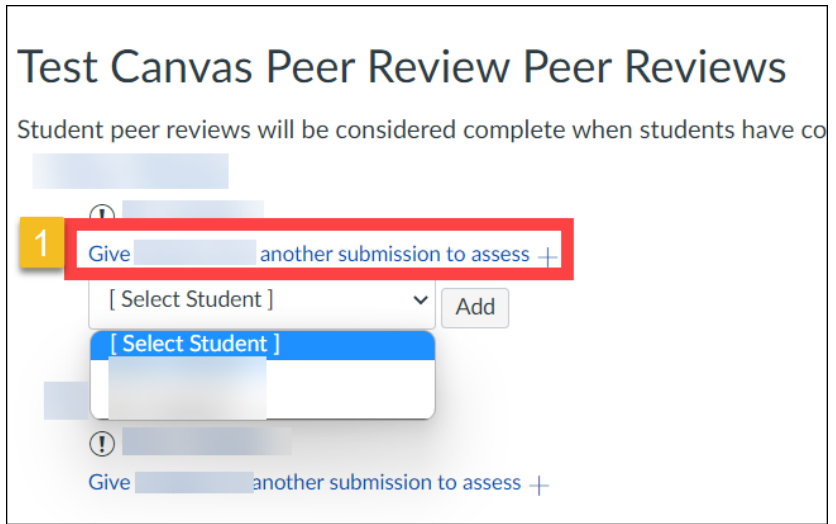 Test Canvas Peer Review Peer Reviews
Student peer reviews will be considered complete when students have co
1
Give another submission to assess +
[ Select Student ]
Add
[ Select Student ]
Give another submission to assess +